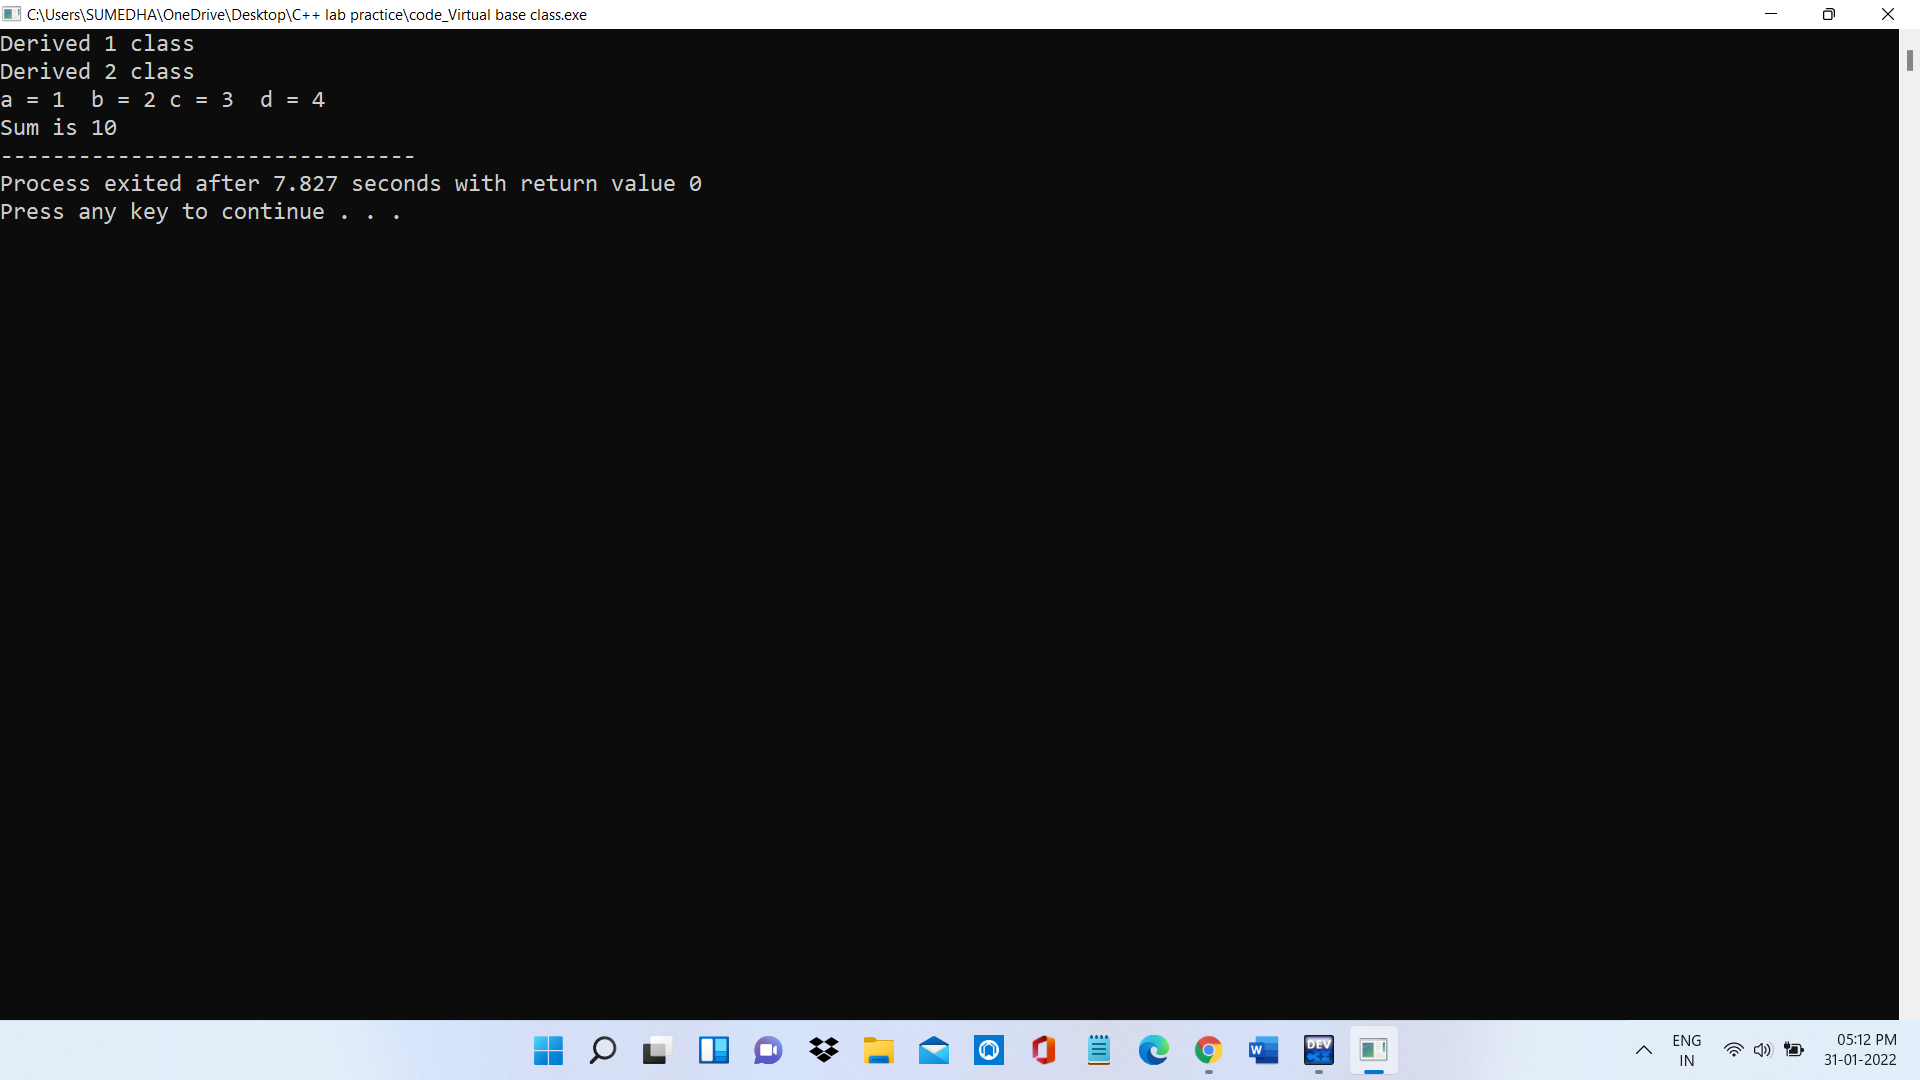 C:\Users\SUMEDHA\OneDrive\Desktop\C++ lab practice\code_Virtual base class.exe
Derived 1 class
Derived 2 class
a = 1  b = 2 c = 3  d = 4
Sum is 10
--------------------------------
Process exited after 7.827 seconds with return value 0
Press any key to continue . . .
W
DEV
C++
ENG
IN
05:12 PM
31-01-2022